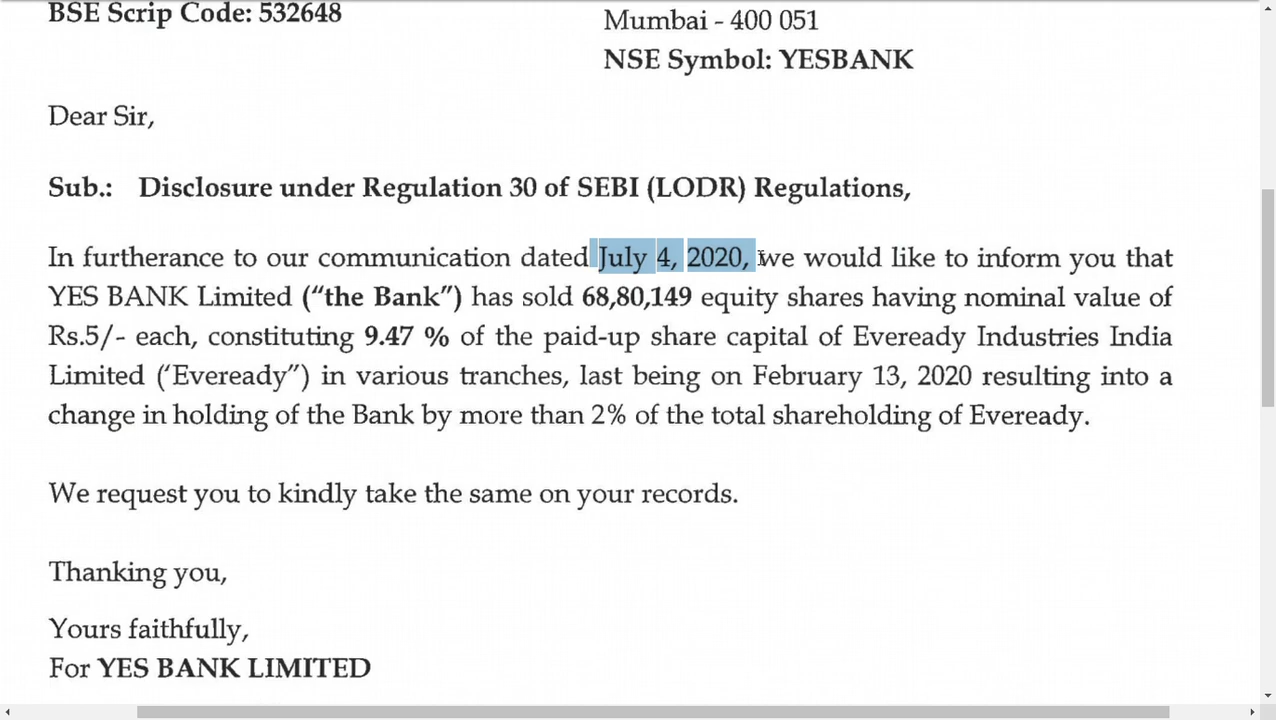 BSE Scrip Code: 532648
Mumbai - 400 051
NSE Symbol: YESBANK
Dear Sir,
Sub.: Disclosure under Regulation 30 of SEBI (LODR) Regulations,
In furtherance to our communication dated July 4, 2020, we would like to inform you that
YES BANK Limited (“the Bank”) has sold 68,80,149 equity shares having nominal value of
Rs.5/- each, constituting 9.47 % of the paid-up share capital of Eveready Industries India
Limited (‘Eveready”) in various tranches, last being on February 13, 2020 resulting into a
change in holding of the Bank by more than 2% of the total shareholding of Eveready.
We request you to kindly take the same on your records.
Thanking you,
Yours faithfully,
For YES BANK LIMITED